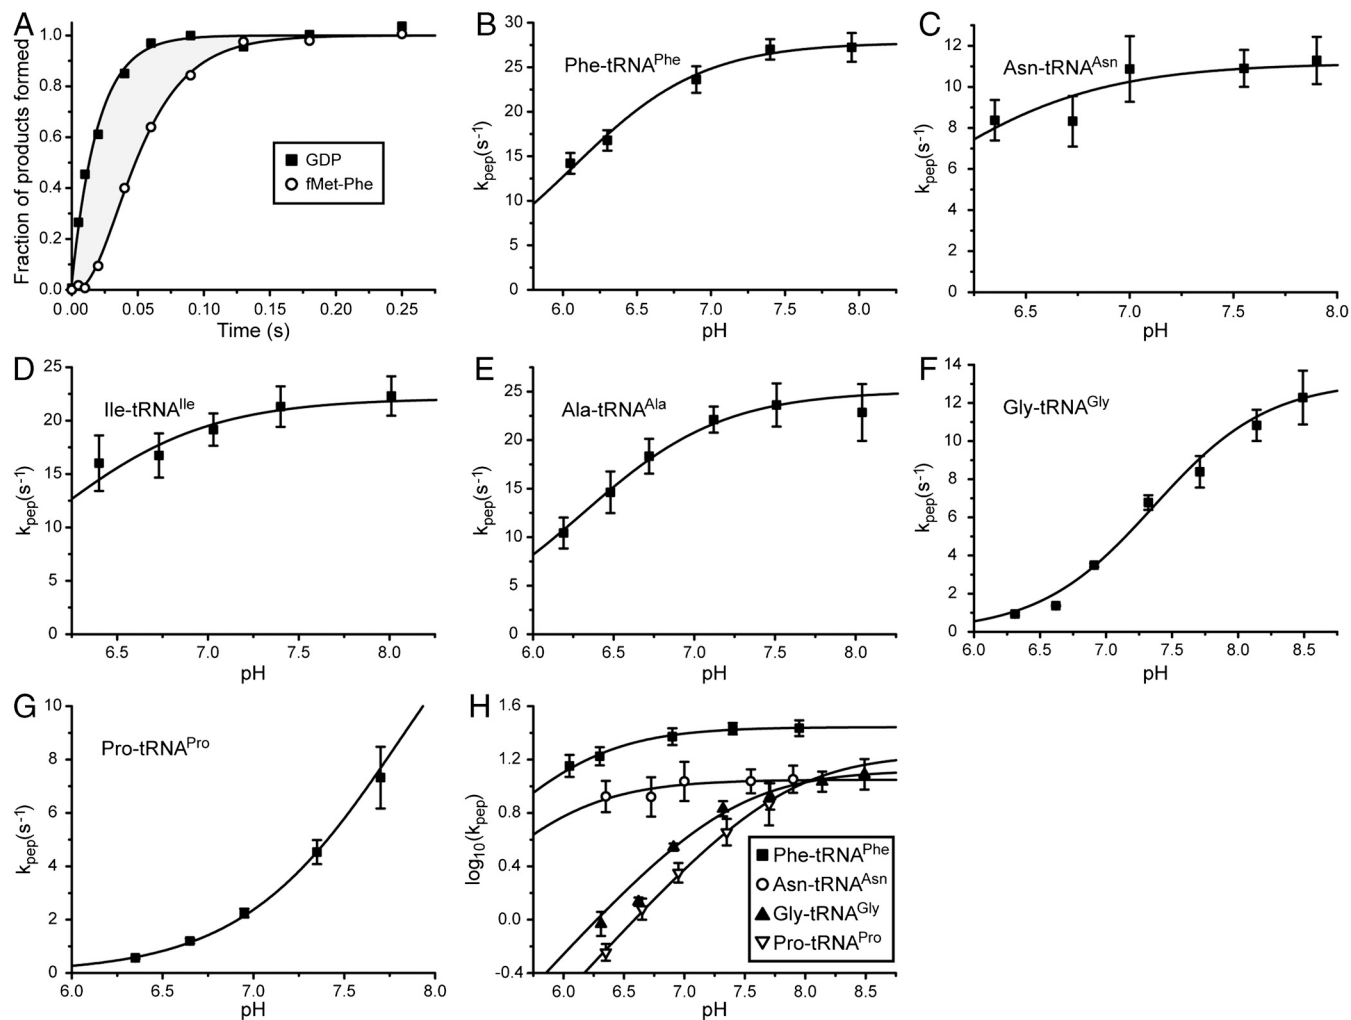 A
Fraction of products formed
1.0
0.8
0.6
0.4
0.2
0.0
GDP
fMet-Phe
0.00 0.05 0.10 0.15 0.20 0.25
Time (s)
B
kpep(s-1)
30
25
20
15
10
5
0
Phe-tRNAPhe
6.0 6.5 7.0 7.5 8.0
pH
C
kpep(s-1)
12
10
8
6
4
2
0
Asn-tRNAAsn
6.5 7.0 7.5 8.0
pH
D
kpep(s-1)
25
20
15
10
5
0
Ile-tRNAIle
6.5 7.0 7.5 8.0
pH
E
kpep(s-1)
25
20
15
10
5
0
Ala-tRNAAla
6.0 6.5 7.0 7.5 8.0
pH
F
kpep(s-1)
14
12
10
8
6
4
2
0
Gly-tRNAGly
6.0 6.5 7.0 7.5 8.0 8.5
pH
G
kpep(s-1)
10
8
6
4
2
0
Pro-tRNAPro
6.0 6.5 7.0 7.5 8.0
pH
H
log10(kpep)
1.6
1.2
0.8
0.4
0.0
-0.4
Phe-tRNAPhe
Asn-tRNAAsn
Gly-tRNAGly
Pro-tRNAPro
6.0 6.5 7.0 7.5 8.0 8.5
pH